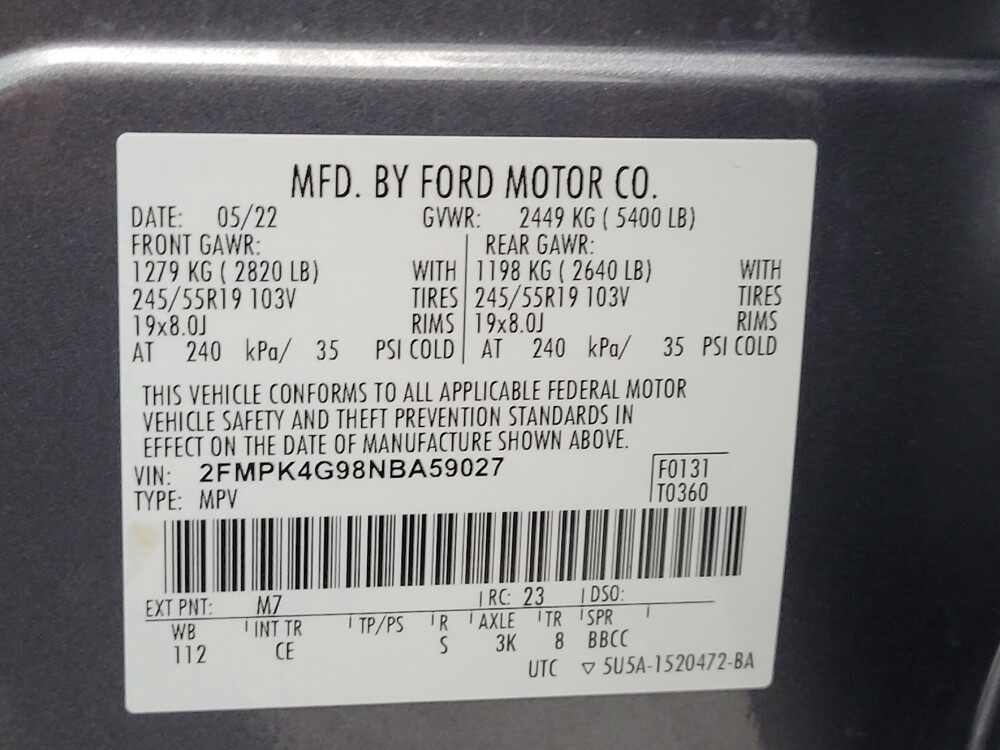 MFD. BY FORD MOTOR CO.
DATE: 05/22 GVWR: 2449 KG ( 5400 LB)
FRONT GAWR: REAR GAWR:
1279 KG ( 2820 LB) WITH 1198 KG ( 2640 LB) WITH
245/55R19 103V TIRES 245/55R19 103V TIRES
19x8.0J RIMS 19x8.0J RIMS
AT 240 kPa/ 35 PSI COLD AT 240 kPa/ 35 PSI COLD
THIS VEHICLE CONFORMS TO ALL APPLICABLE FEDERAL MOTOR
VEHICLE SAFETY AND THEFT PREVENTION STANDARDS IN
EFFECT ON THE DATE OF MANUFACTURE SHOWN ABOVE.
VIN: 2FMPK4G98NBA59027 F0131
TYPE: MPV T0360
EXT PNT: M7 RC: 23 DSO:
WB INT TR TP/PS R AXLE TR SPR
112 CE S 3K 8 BBCC
UTC ▽ 5U5A-1520472-BA